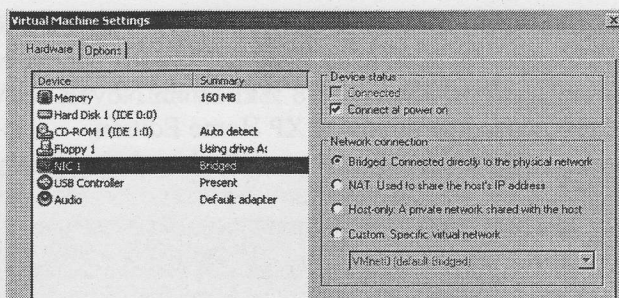 Virtual Machine Settings
Hardware Options
Device Summary
Memory 160 MB
Hard Disk 1 (IDE 0:0)
CD-ROM 1 (IDE 1:0) Auto detect
Floppy 1 Using drive A:
NIC 1 Bridged
USB Controller Present
Audio Default adapter
Device status
Connected
Connect at power on
Network connection
Bridged: Connected directly to the physical network
NAT: Used to share the host's IP address
Host-only: A private network shared with the host
Custom: Specific virtual network
VMnet0 (default Bridged)